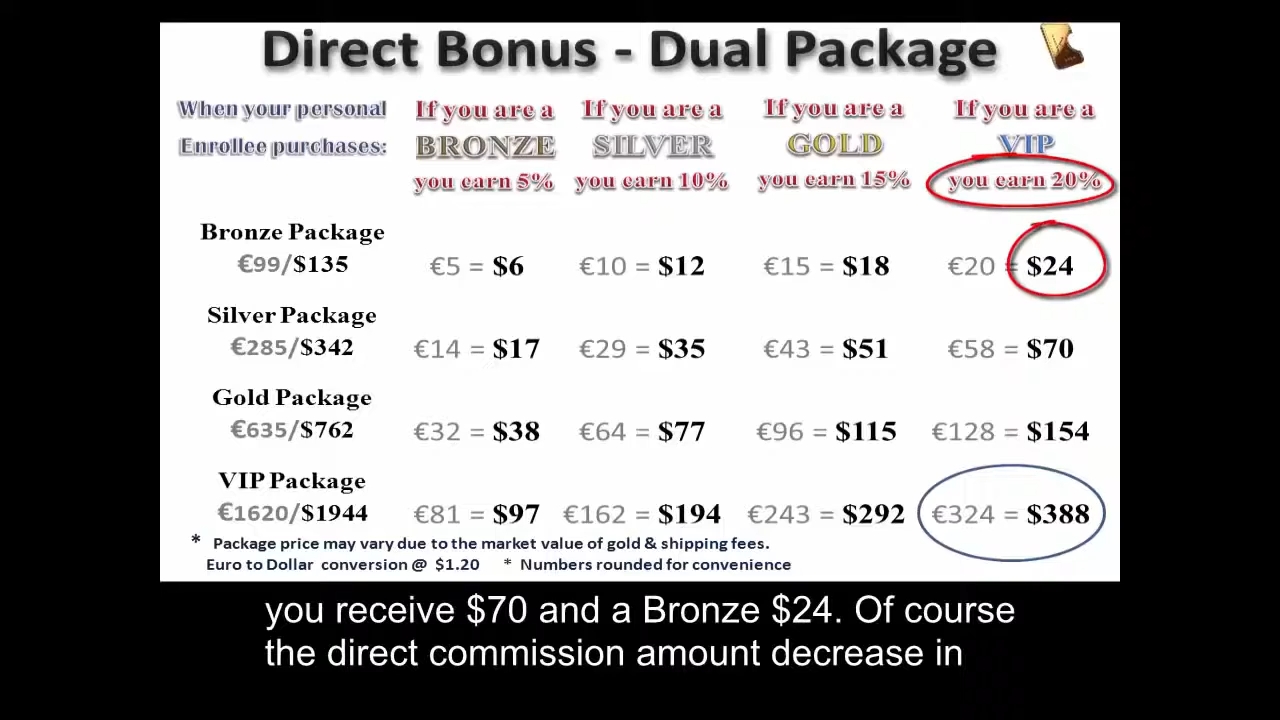 Direct Bonus - Dual Package
When your personal Enrollee purchases:
If you are a BRONZE you earn 5%
If you are a SILVER you earn 10%
If you are a GOLD you earn 15%
If you are a VIP you earn 20%
Bronze Package
€99/$135 €5 = $6 €10 = $12 €15 = $18 €20 = $24
Silver Package
€285/$342 €14 = $17 €29 = $35 €43 = $51 €58 = $70
Gold Package
€635/$762 €32 = $38 €64 = $77 €96 = $115 €128 = $154
VIP Package
€1620/$1944 €81 = $97 €162 = $194 €243 = $292 €324 = $388
* Package price may vary due to the market value of gold & shipping fees.
Euro to Dollar conversion @ $1.20 * Numbers rounded for convenience
you receive $70 and a Bronze $24. Of course
the direct commission amount decrease in